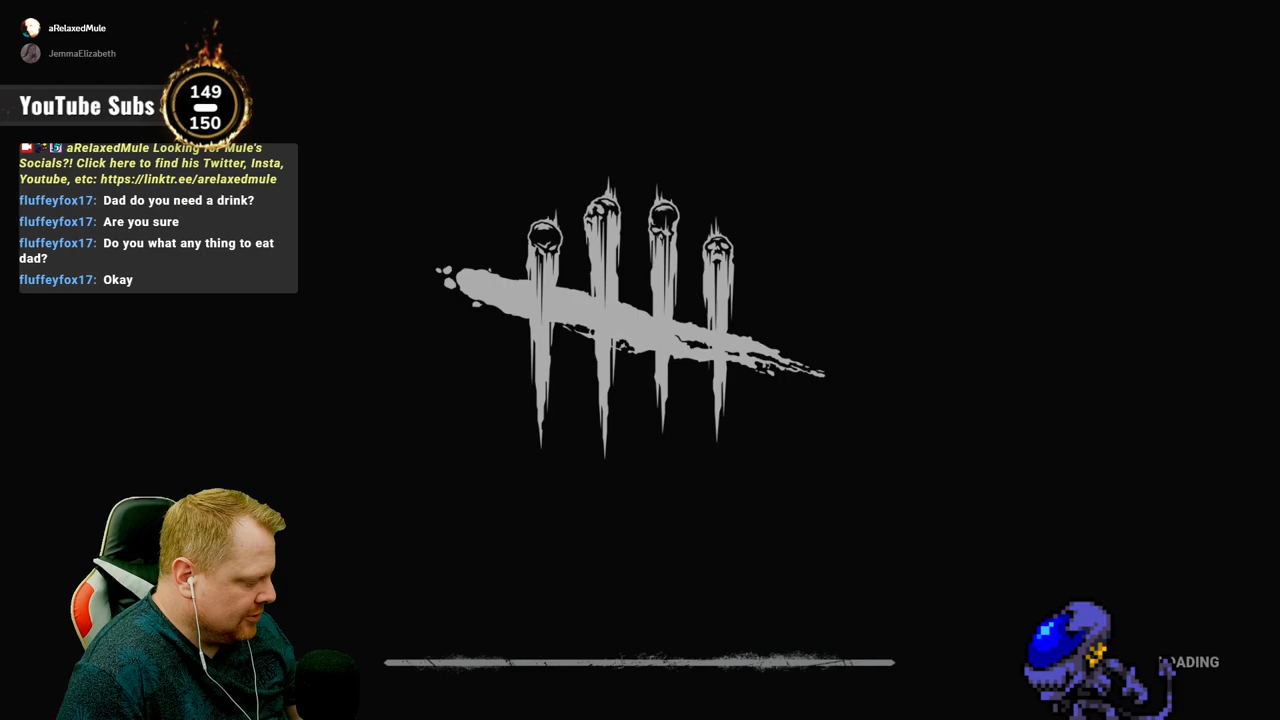 aRelaxedMule
JemmaElizabeth
YouTube Subs
149
150
aRelaxedMule Looking for Mule's
Socials?! Click here to find his Twitter, Insta,
Youtube, etc: https://linktr.ee/arelaxedmule
fluffeyfox17: Dad do you need a drink?
fluffeyfox17: Are you sure
fluffeyfox17: Do you what any thing to eat
dad?
fluffeyfox17: Okay
LOADING